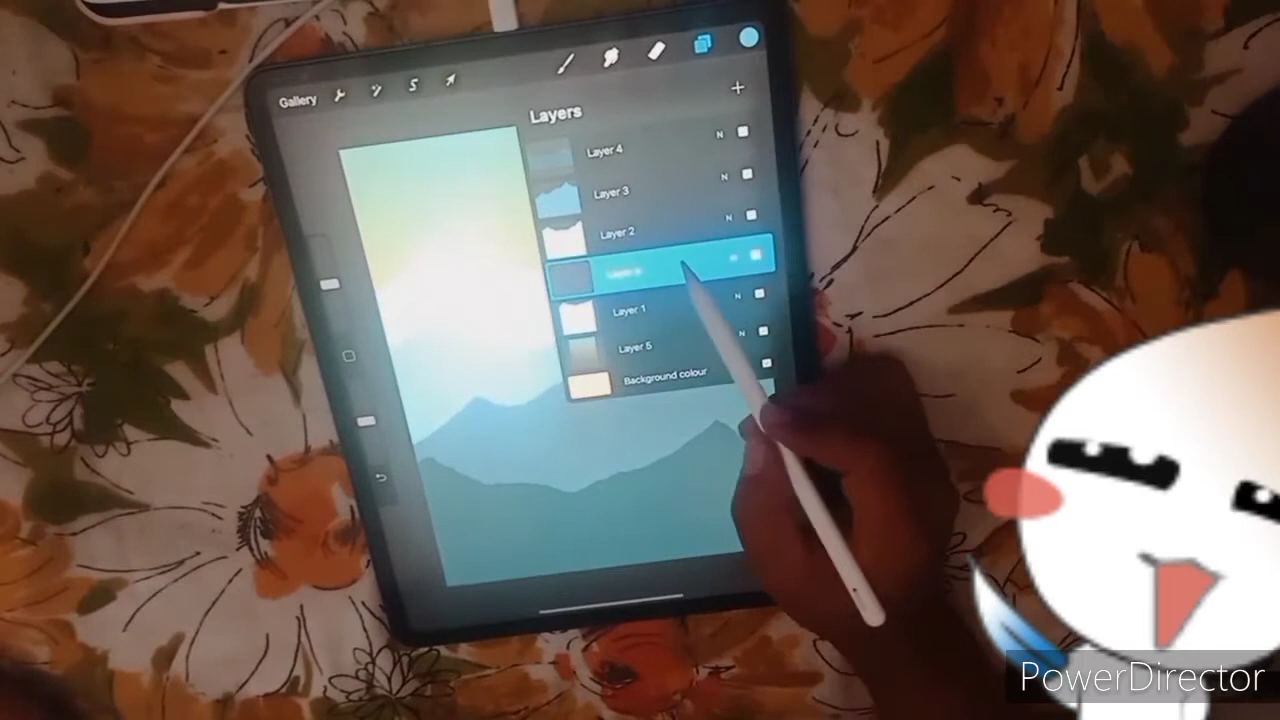 Gallery
S
Layers
Layer 4 N
Layer 3 N
Layer 2 N
Layer 1 N
Layer 5 N
Background colour
PowerDirector